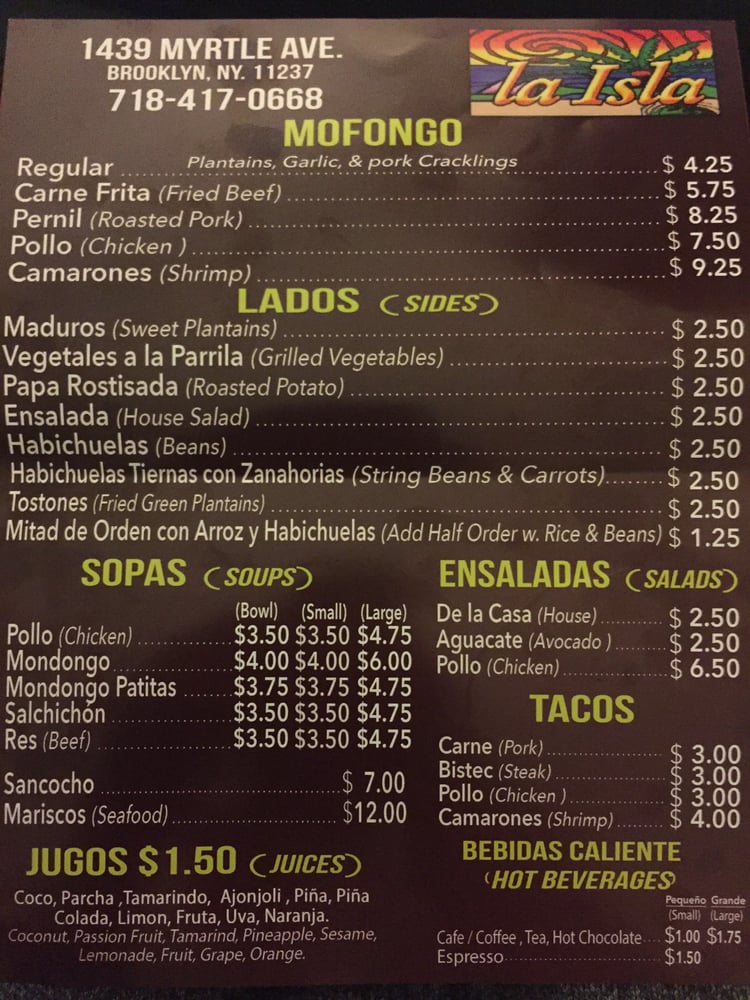 1439 MYRTLE AVE.
BROOKLYN, NY. 11237
718-417-0668
la Isla
MOFONGO
Plantains, Garlic, & pork Cracklings
Regular $ 4.25
Carne Frita (Fried Beef) $ 5.75
Pernil (Roasted Pork) $ 8.25
Pollo (Chicken ) $ 7.50
Camarones (Shrimp) $ 9.25
LADOS (SIDES)
Maduros (Sweet Plantains) $ 2.50
Vegetales a la Parrila (Grilled Vegetables) $ 2.50
Papa Rostisada (Roasted Potato) $ 2.50
Ensalada (House Salad) $ 2.50
Habichuelas (Beans) $ 2.50
Habichuelas Tiernas con Zanahorias (String Beans & Carrots) $ 2.50
Tostones (Fried Green Plantains) $ 2.50
Mitad de Orden con Arroz y Habichuelas (Add Half Order w. Rice & Beans) $ 1.25
SOPAS (SOUPS)
(Bowl) (Small) (Large)
Pollo (Chicken) $3.50 $3.50 $4.75
Mondongo $4.00 $4.00 $6.00
Mondongo Patitas $3.75 $3.75 $4.75
Salchichón $3.50 $3.50 $4.75
Res (Beef) $3.50 $3.50 $4.75
Sancocho $ 7.00
Mariscos (Seafood) $12.00
JUGOS $1.50 (JUICES)
Coco, Parcha ,Tamarindo, Ajonjoli , Piña, Piña
Colada, Limon, Fruta, Uva, Naranja.
Coconut, Passion Fruit, Tamarind, Pineapple, Sesame,
Lemonade, Fruit, Grape, Orange.
ENSALADAS (SALADS)
De la Casa (House) $ 2.50
Aguacate (Avocado ) $ 2.50
Pollo (Chicken) $ 6.50
TACOS
Carne (Pork) $ 3.00
Bistec (Steak) $ 3.00
Pollo (Chicken ) $ 3.00
Camarones (Shrimp) $ 4.00
BEBIDAS CALIENTE
(HOT BEVERAGES)
Pequeño Grande
(Small) (Large)
Cafe / Coffee , Tea, Hot Chocolate $1.00 $1.75
Espresso $1.50